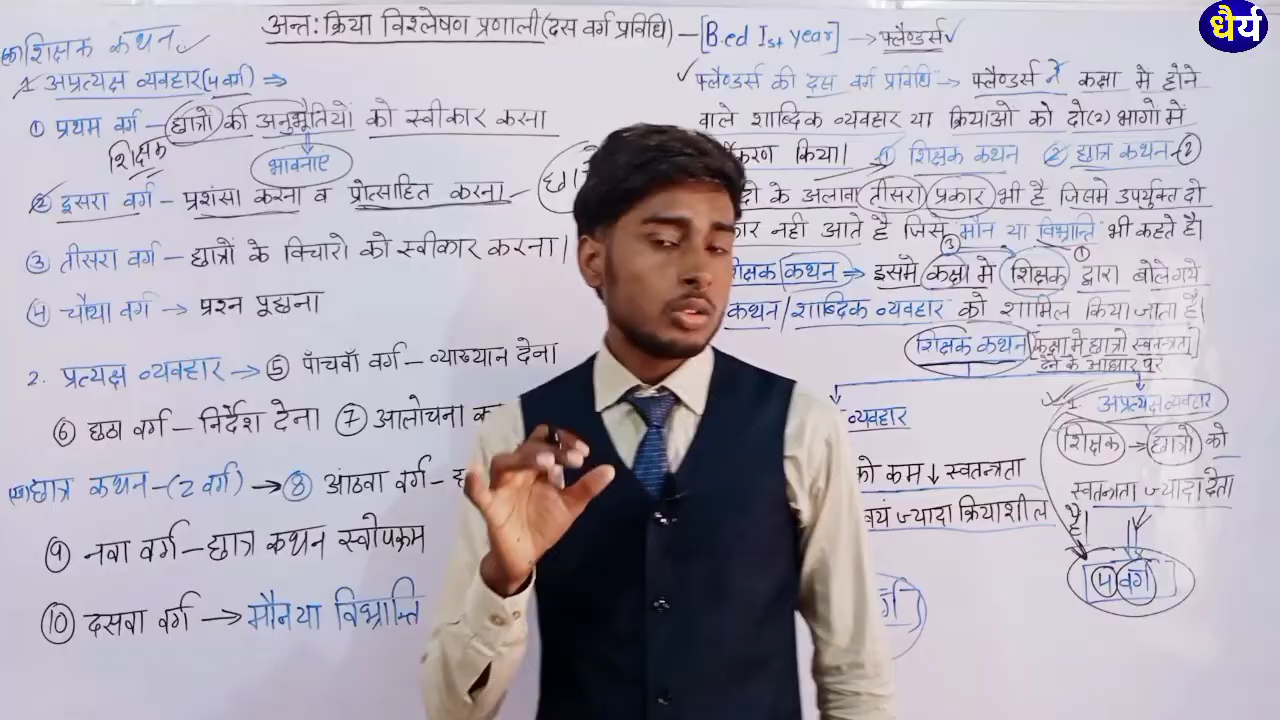 धैर्य
अन्तःक्रिया विश्लेषण प्रणाली(दस वर्ग प्रविधि)—[B.ed Ist year] → फ्लैण्डर्स
शिक्षक कथन
1. अप्रत्यक्ष व्यवहार(4 वर्ग) ⇒
① प्रथम वर्ग – छात्रों की अनुभूतियों को स्वीकार करना
शिक्षक
भावनाए
② दूसरा वर्ग – प्रशंसा करना व प्रोत्साहित करना
③ तीसरा वर्ग – छात्रों के विचारो को स्वीकार करना।
④ चौथा वर्ग → प्रश्न पूछना
2. प्रत्यक्ष व्यवहार → ⑤ पाँचवाँ वर्ग – व्याख्यान देना
⑥ छठा वर्ग – निर्देश देना ⑦ आलोचना
छात्र कथन –(2 वर्ग) → ⑧ आठवा वर्ग –
⑨ नवा वर्ग – छात्र कथन स्वोपक्रम
⑩ दसवा वर्ग → मौन या विभ्रान्ति
फ्लैण्डर्स की दस वर्ग प्रविधि → फ्लैण्डर्स ने कक्षा में होने
वाले शाब्दिक व्यवहार या क्रियाओं को दो(2) भागो में
किया। ① शिक्षक कथन ② छात्र कथन-②
के अलावा तीसरा प्रकार भी है जिसमे उपर्युक्त दो
नही आते है जिसे मौन या विभ्रान्ति भी कहते है।
③ ①
कथन ⇒ इसमे कक्षा मे शिक्षक द्वारा बोले गये
कथन/शाब्दिक व्यवहार को शामिल किया जाता है।
शिक्षक कथन [कक्षा मे छात्रो स्वतन्त्रता
देने के आधार पर]
व्यवहार
1. अप्रत्यक्ष व्यवहार
शिक्षक → छात्रो को
को कम ↓ स्वतन्त्रता
स्वतन्त्रता ज्यादा देता
है।
ज्यादा क्रियाशील
4 वर्ग